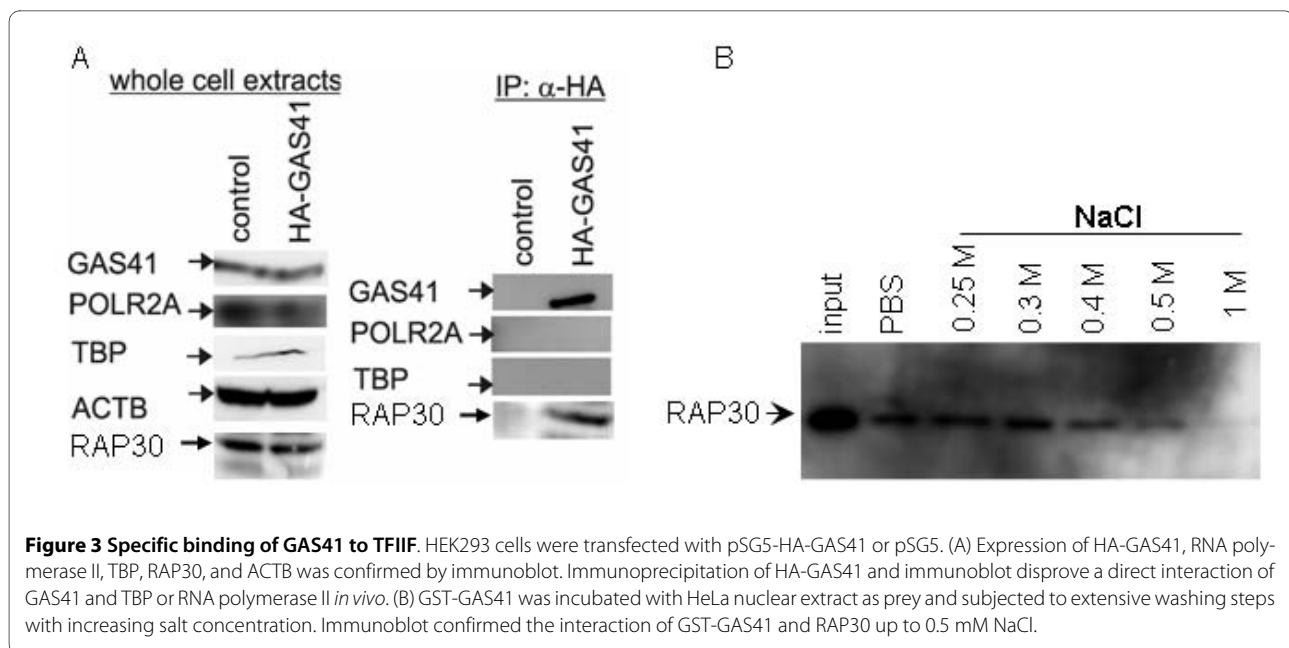 A
whole cell extracts
control
HA-GAS41
GAS41
POLR2A
TBP
ACTB
RAP30
IP: α-HA
control
HA-GAS41
GAS41
POLR2A
TBP
RAP30
B
NaCl
input
PBS
0.25 M
0.3 M
0.4 M
0.5 M
1 M
RAP30
Figure 3 Specific binding of GAS41 to TFIIF. HEK293 cells were transfected with pSG5-HA-GAS41 or pSG5. (A) Expression of HA-GAS41, RNA poly-
merase II, TBP, RAP30, and ACTB was confirmed by immunoblot. Immunoprecipitation of HA-GAS41 and immunoblot disprove a direct interaction of
GAS41 and TBP or RNA polymerase II in vivo. (B) GST-GAS41 was incubated with HeLa nuclear extract as prey and subjected to extensive washing steps
with increasing salt concentration. Immunoblot confirmed the interaction of GST-GAS41 and RAP30 up to 0.5 mM NaCl.